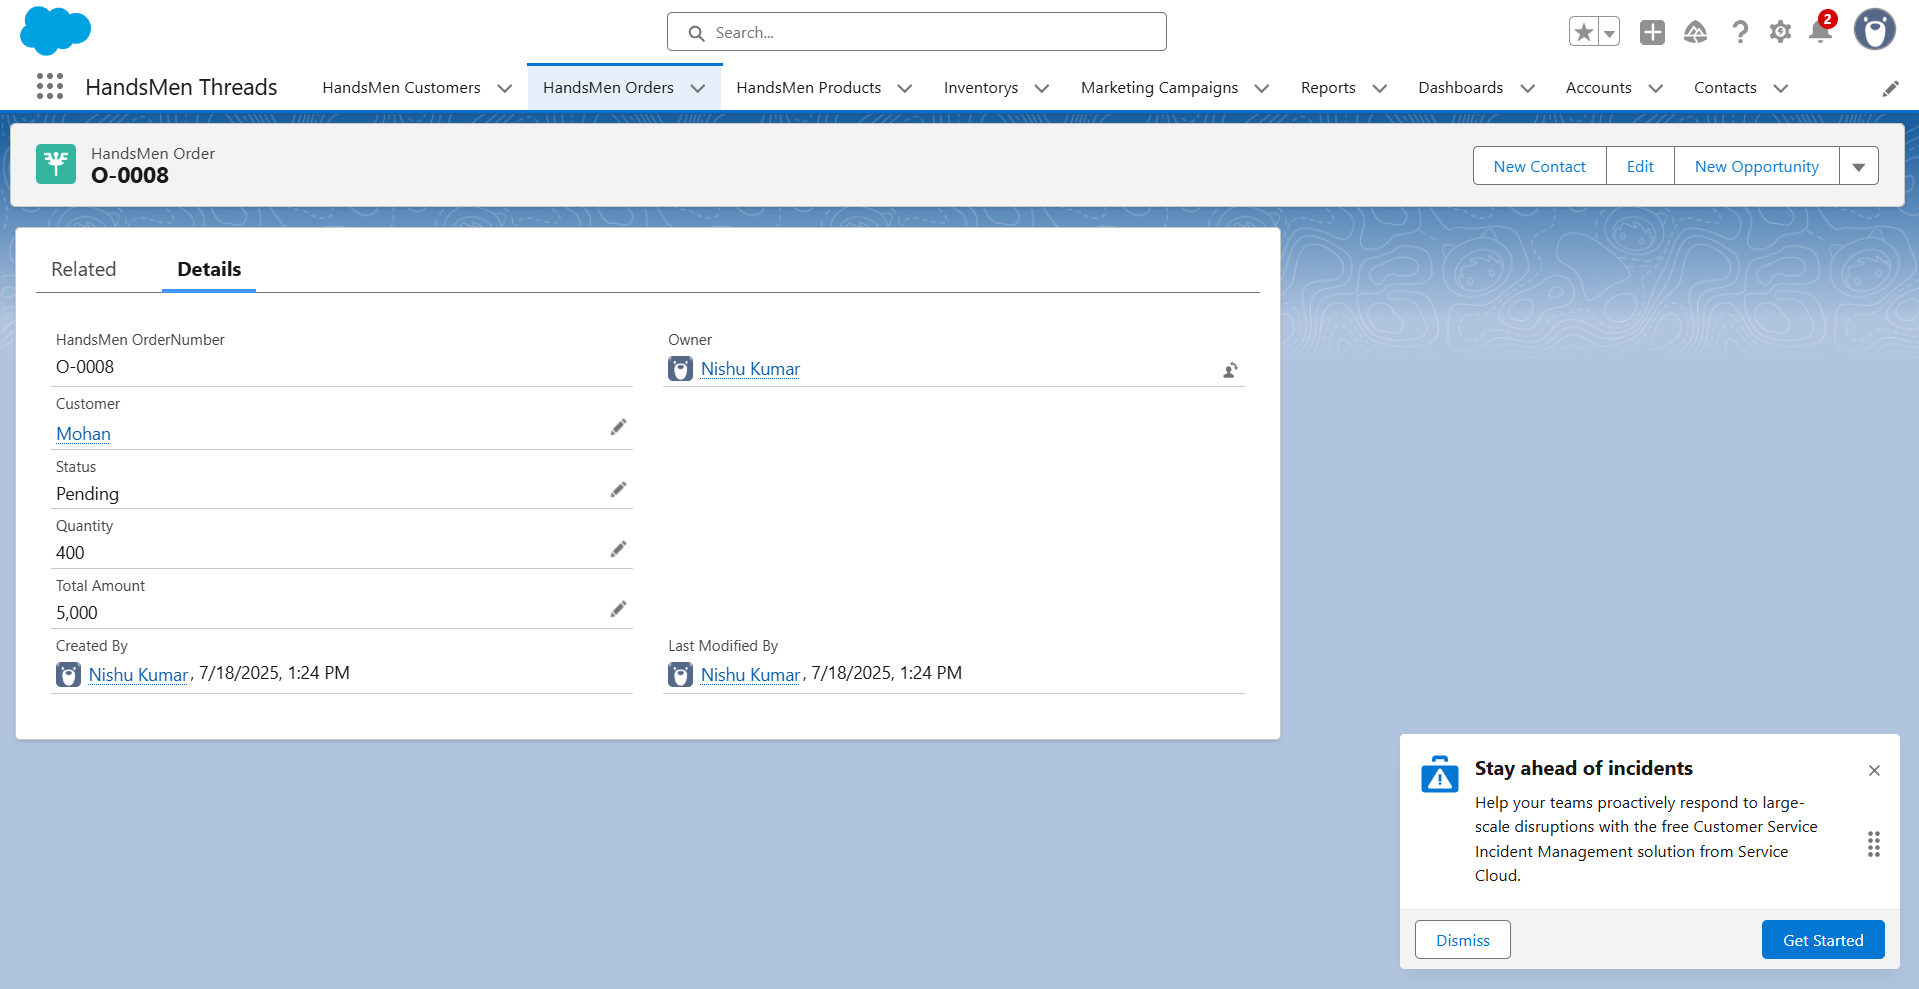 Search...
2
HandsMen Threads
HandsMen Customers
HandsMen Orders
HandsMen Products
Inventorys
Marketing Campaigns
Reports
Dashboards
Accounts
Contacts
HandsMen Order
O-0008
New Contact
Edit
New Opportunity
Related
Details
HandsMen OrderNumber
O-0008
Owner
Nishu Kumar
Customer
Mohan
Status
Pending
Quantity
400
Total Amount
5,000
Created By
Nishu Kumar, 7/18/2025, 1:24 PM
Last Modified By
Nishu Kumar, 7/18/2025, 1:24 PM
Stay ahead of incidents
Help your teams proactively respond to large-
scale disruptions with the free Customer Service
Incident Management solution from Service
Cloud.
Dismiss
Get Started